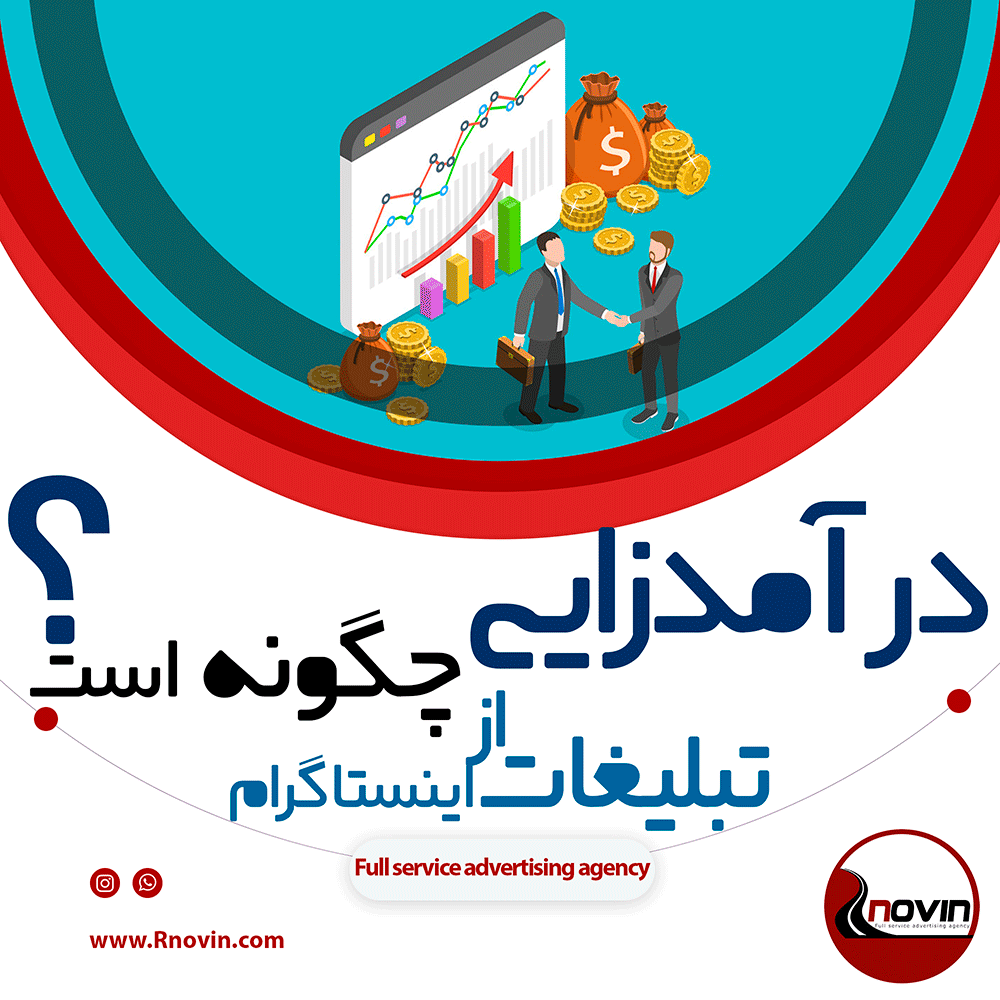 درآمدزایی
از
تبلیغات اینستاگرام
چگونه است؟
Full service advertising agency
www.Rnovin.com
Rnovin
Full service advertising agency
$
$
$